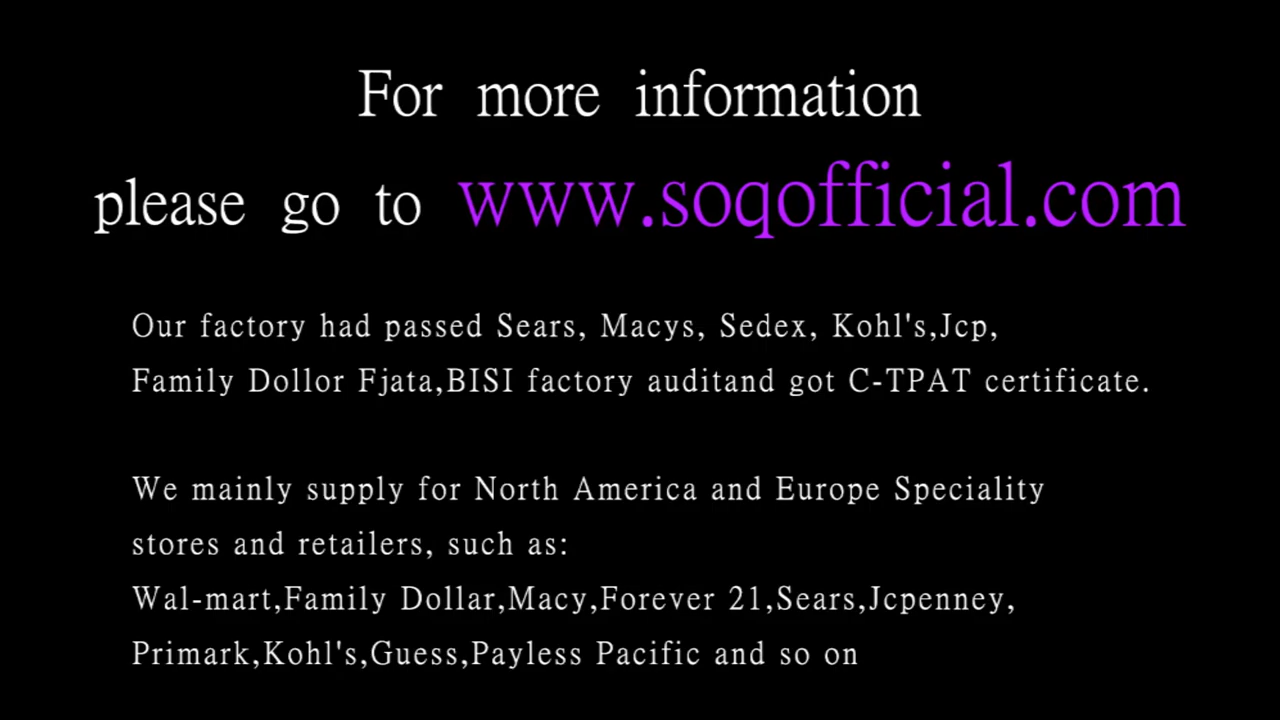 For more information
please go to www.soqofficial.com
Our factory had passed Sears, Macys, Sedex, Kohl's,Jcp,
Family Dollor Fjata,BISI factory auditand got C-TPAT certificate.
We mainly supply for North America and Europe Speciality
stores and retailers, such as:
Wal-mart,Family Dollar,Macy,Forever 21,Sears,Jcpenney,
Primark,Kohl's,Guess,Payless Pacific and so on